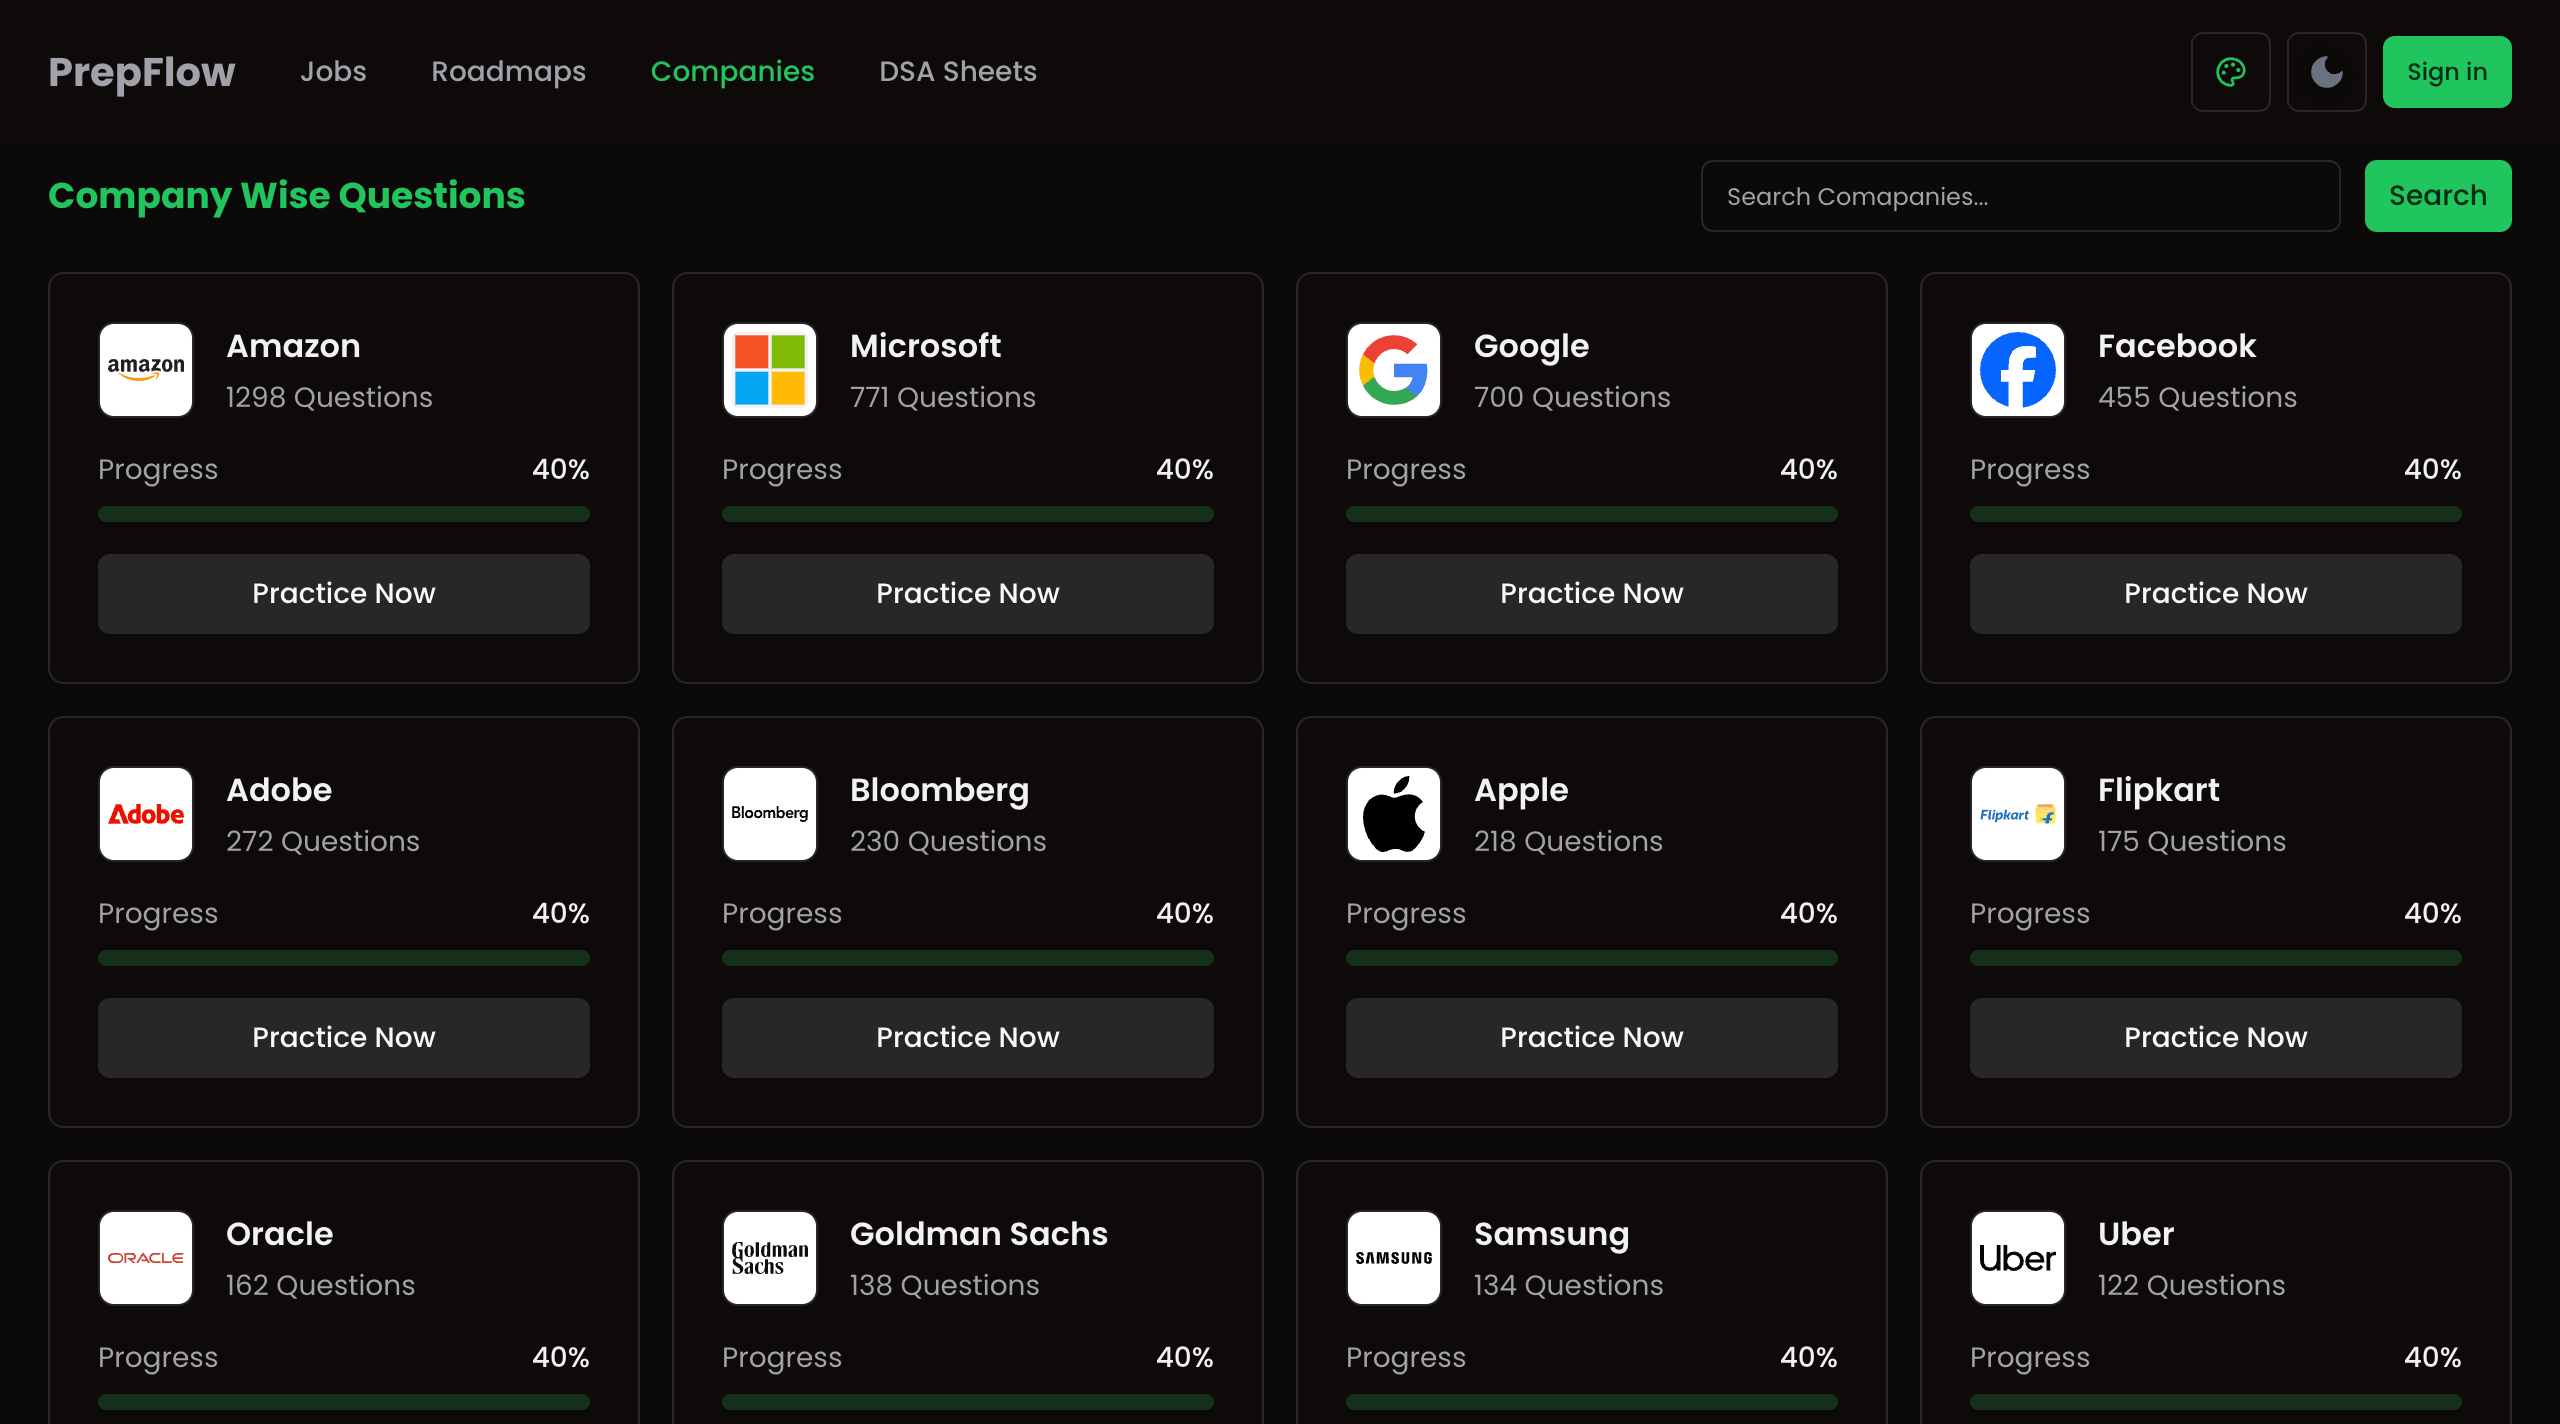 PrepFlow Jobs Roadmaps Companies DSA Sheets Sign in
Company Wise Questions Search Comapanies... Search
amazon Amazon
1298 Questions
Progress 40%
Practice Now
Microsoft
771 Questions
Progress 40%
Practice Now
Google
700 Questions
Progress 40%
Practice Now
Facebook
455 Questions
Progress 40%
Practice Now
Adobe Adobe
272 Questions
Progress 40%
Practice Now
Bloomberg Bloomberg
230 Questions
Progress 40%
Practice Now
Apple
218 Questions
Progress 40%
Practice Now
Flipkart Flipkart
175 Questions
Progress 40%
Practice Now
ORACLE Oracle
162 Questions
Progress 40%
Goldman
Sachs
Goldman Sachs
138 Questions
Progress 40%
SAMSUNG Samsung
134 Questions
Progress 40%
Uber Uber
122 Questions
Progress 40%